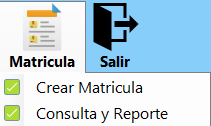 Matricula Salir
Crear Matricula
Consulta y Reporte